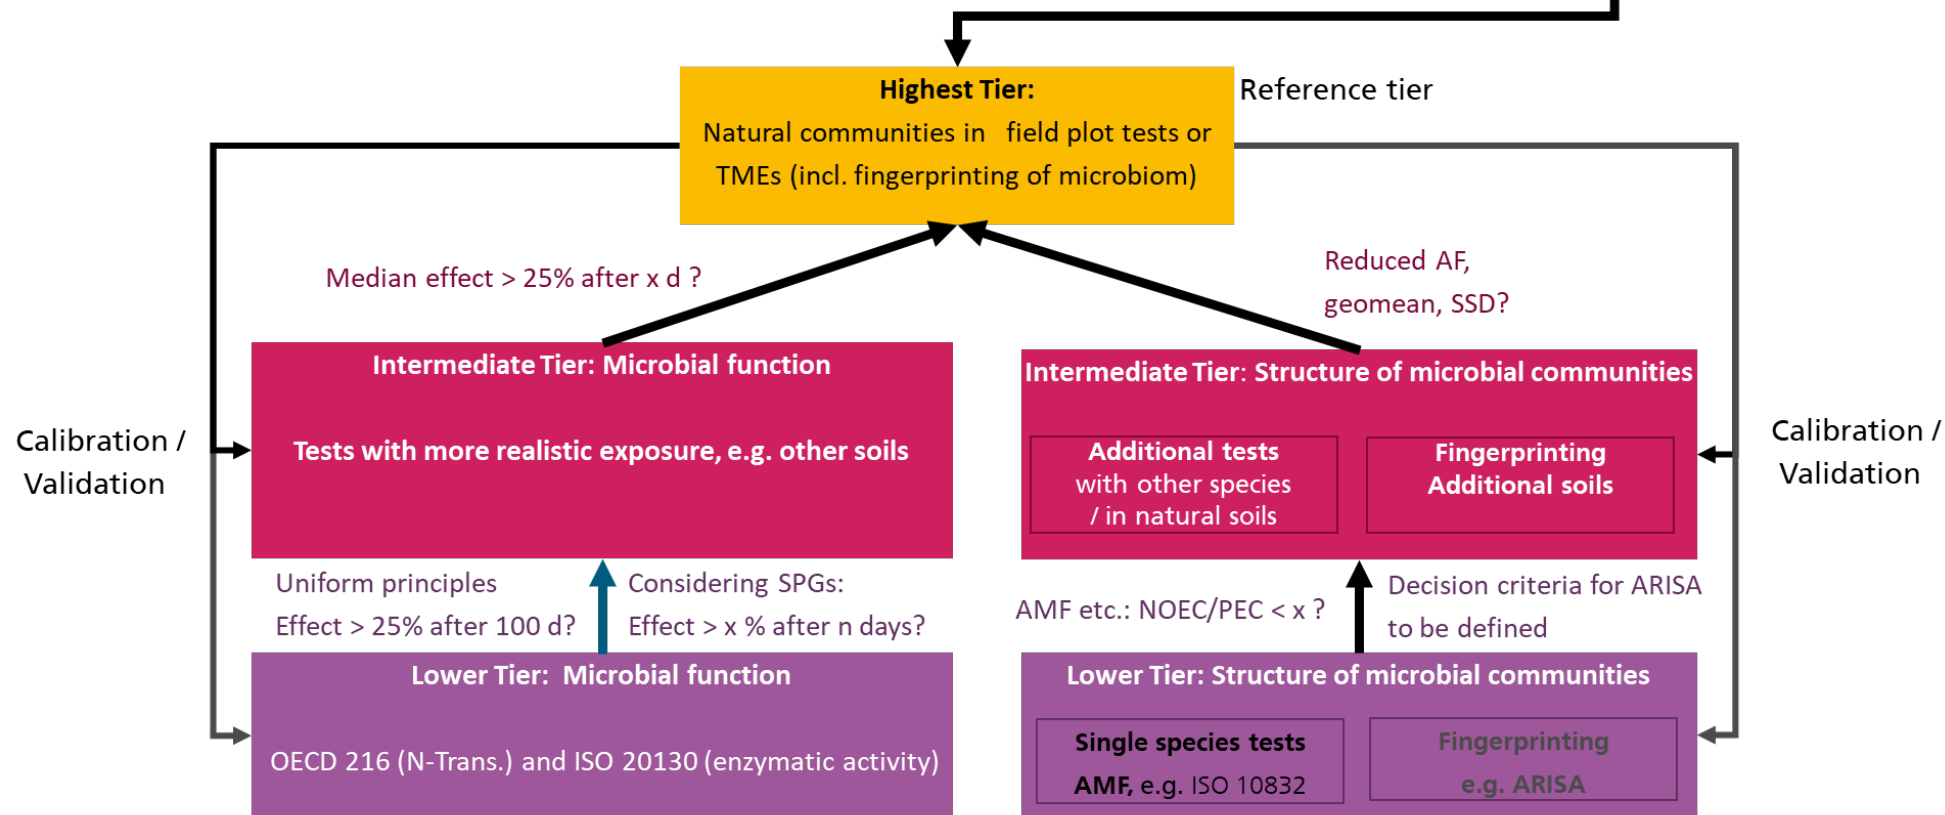 Highest Tier:
Natural communities in field plot tests or
TMEs (incl. fingerprinting of microbiom)
Reference tier
Median effect > 25% after x d ?
Reduced AF,
geomean, SSD?
Intermediate Tier: Microbial function
Tests with more realistic exposure, e.g. other soils
Intermediate Tier: Structure of microbial communities
Additional tests
with other species
/ in natural soils
Fingerprinting
Additional soils
Calibration /
Validation
Calibration /
Validation
Uniform principles
Effect > 25% after 100 d?
Considering SPGs:
Effect > x % after n days?
AMF etc.: NOEC/PEC < x ?
Decision criteria for ARISA
to be defined
Lower Tier: Microbial function
OECD 216 (N-Trans.) and ISO 20130 (enzymatic activity)
Lower Tier: Structure of microbial communities
Single species tests
AMF, e.g. ISO 10832
Fingerprinting
e.g. ARISA